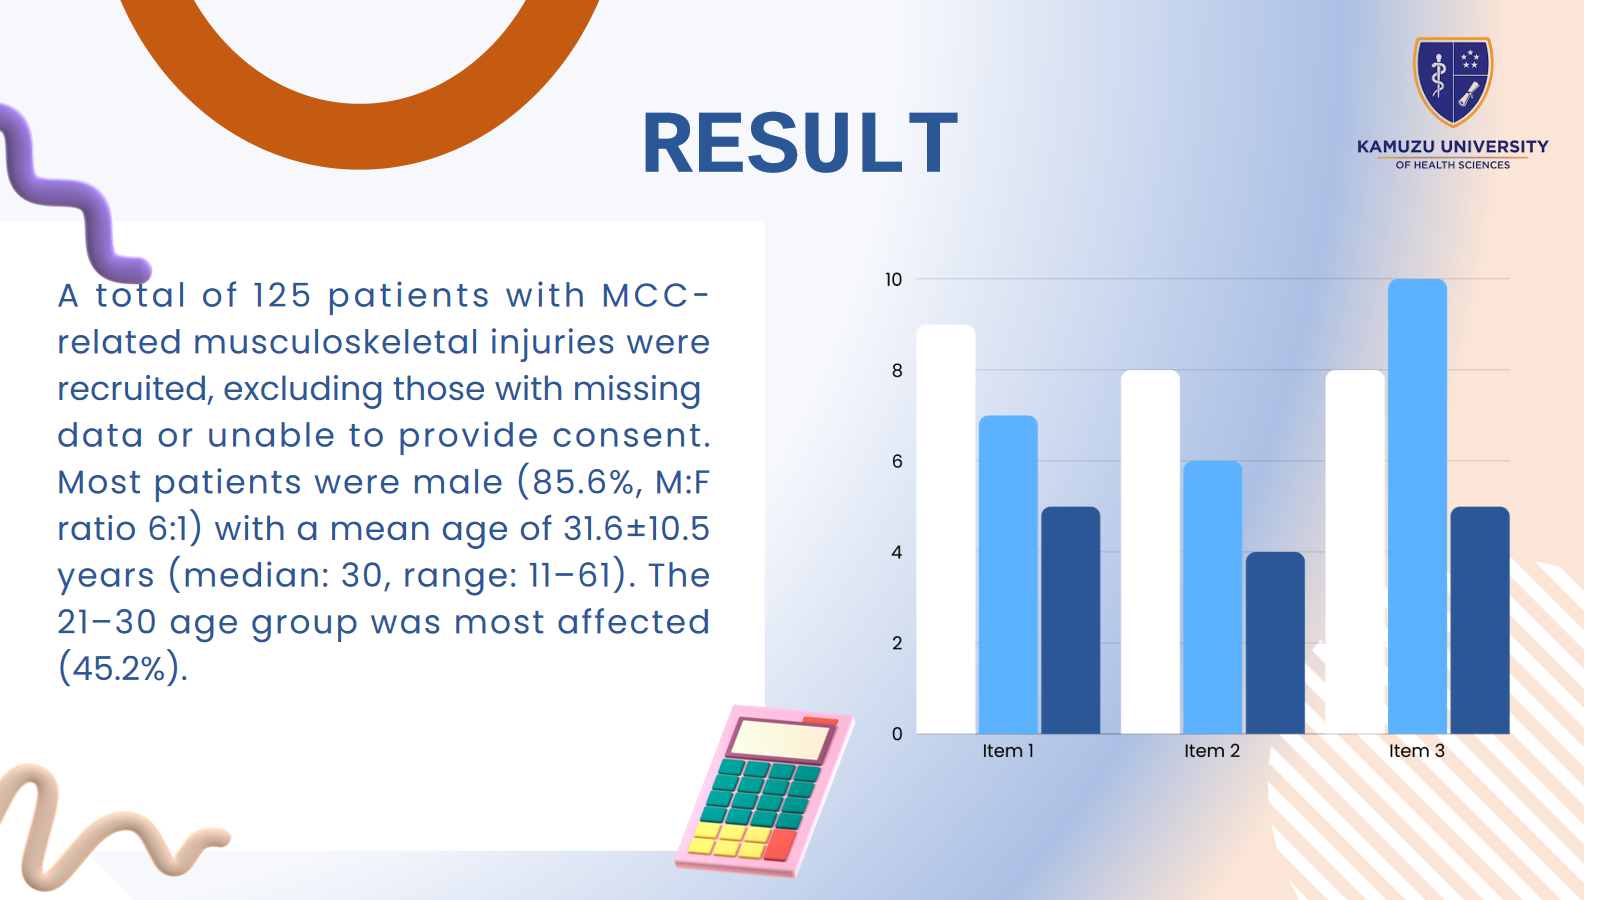 RESULT
KAMUZU UNIVERSITY
OF HEALTH SCIENCES
A total of 125 patients with MCC-
related musculoskeletal injuries were
recruited, excluding those with missing
data or unable to provide consent.
Most patients were male (85.6%, M:F
ratio 6:1) with a mean age of 31.6±10.5
years (median: 30, range: 11–61). The
21–30 age group was most affected
(45.2%).
10
8
6
4
2
0
Item 1
Item 2
Item 3